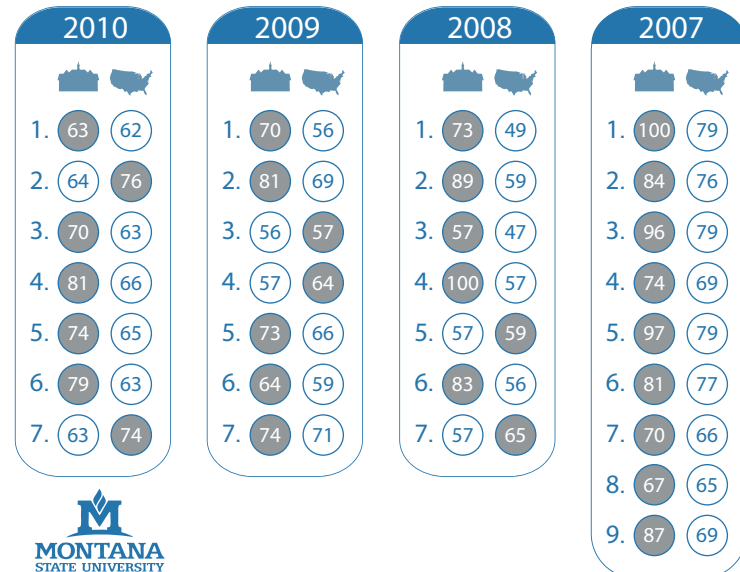 2010 2009 2008 2007
1. 63 62 1. 70 56 1. 73 49 1. 100 79
2. 64 76 2. 81 69 2. 89 59 2. 84 76
3. 70 63 3. 56 57 3. 57 47 3. 96 79
4. 81 66 4. 57 64 4. 100 57 4. 74 69
5. 74 65 5. 73 66 5. 57 59 5. 97 79
6. 79 63 6. 64 59 6. 83 56 6. 81 77
7. 63 74 7. 74 71 7. 57 65 7. 70 66
8. 67 65
9. 87 69
M
MONTANA
STATE UNIVERSITY